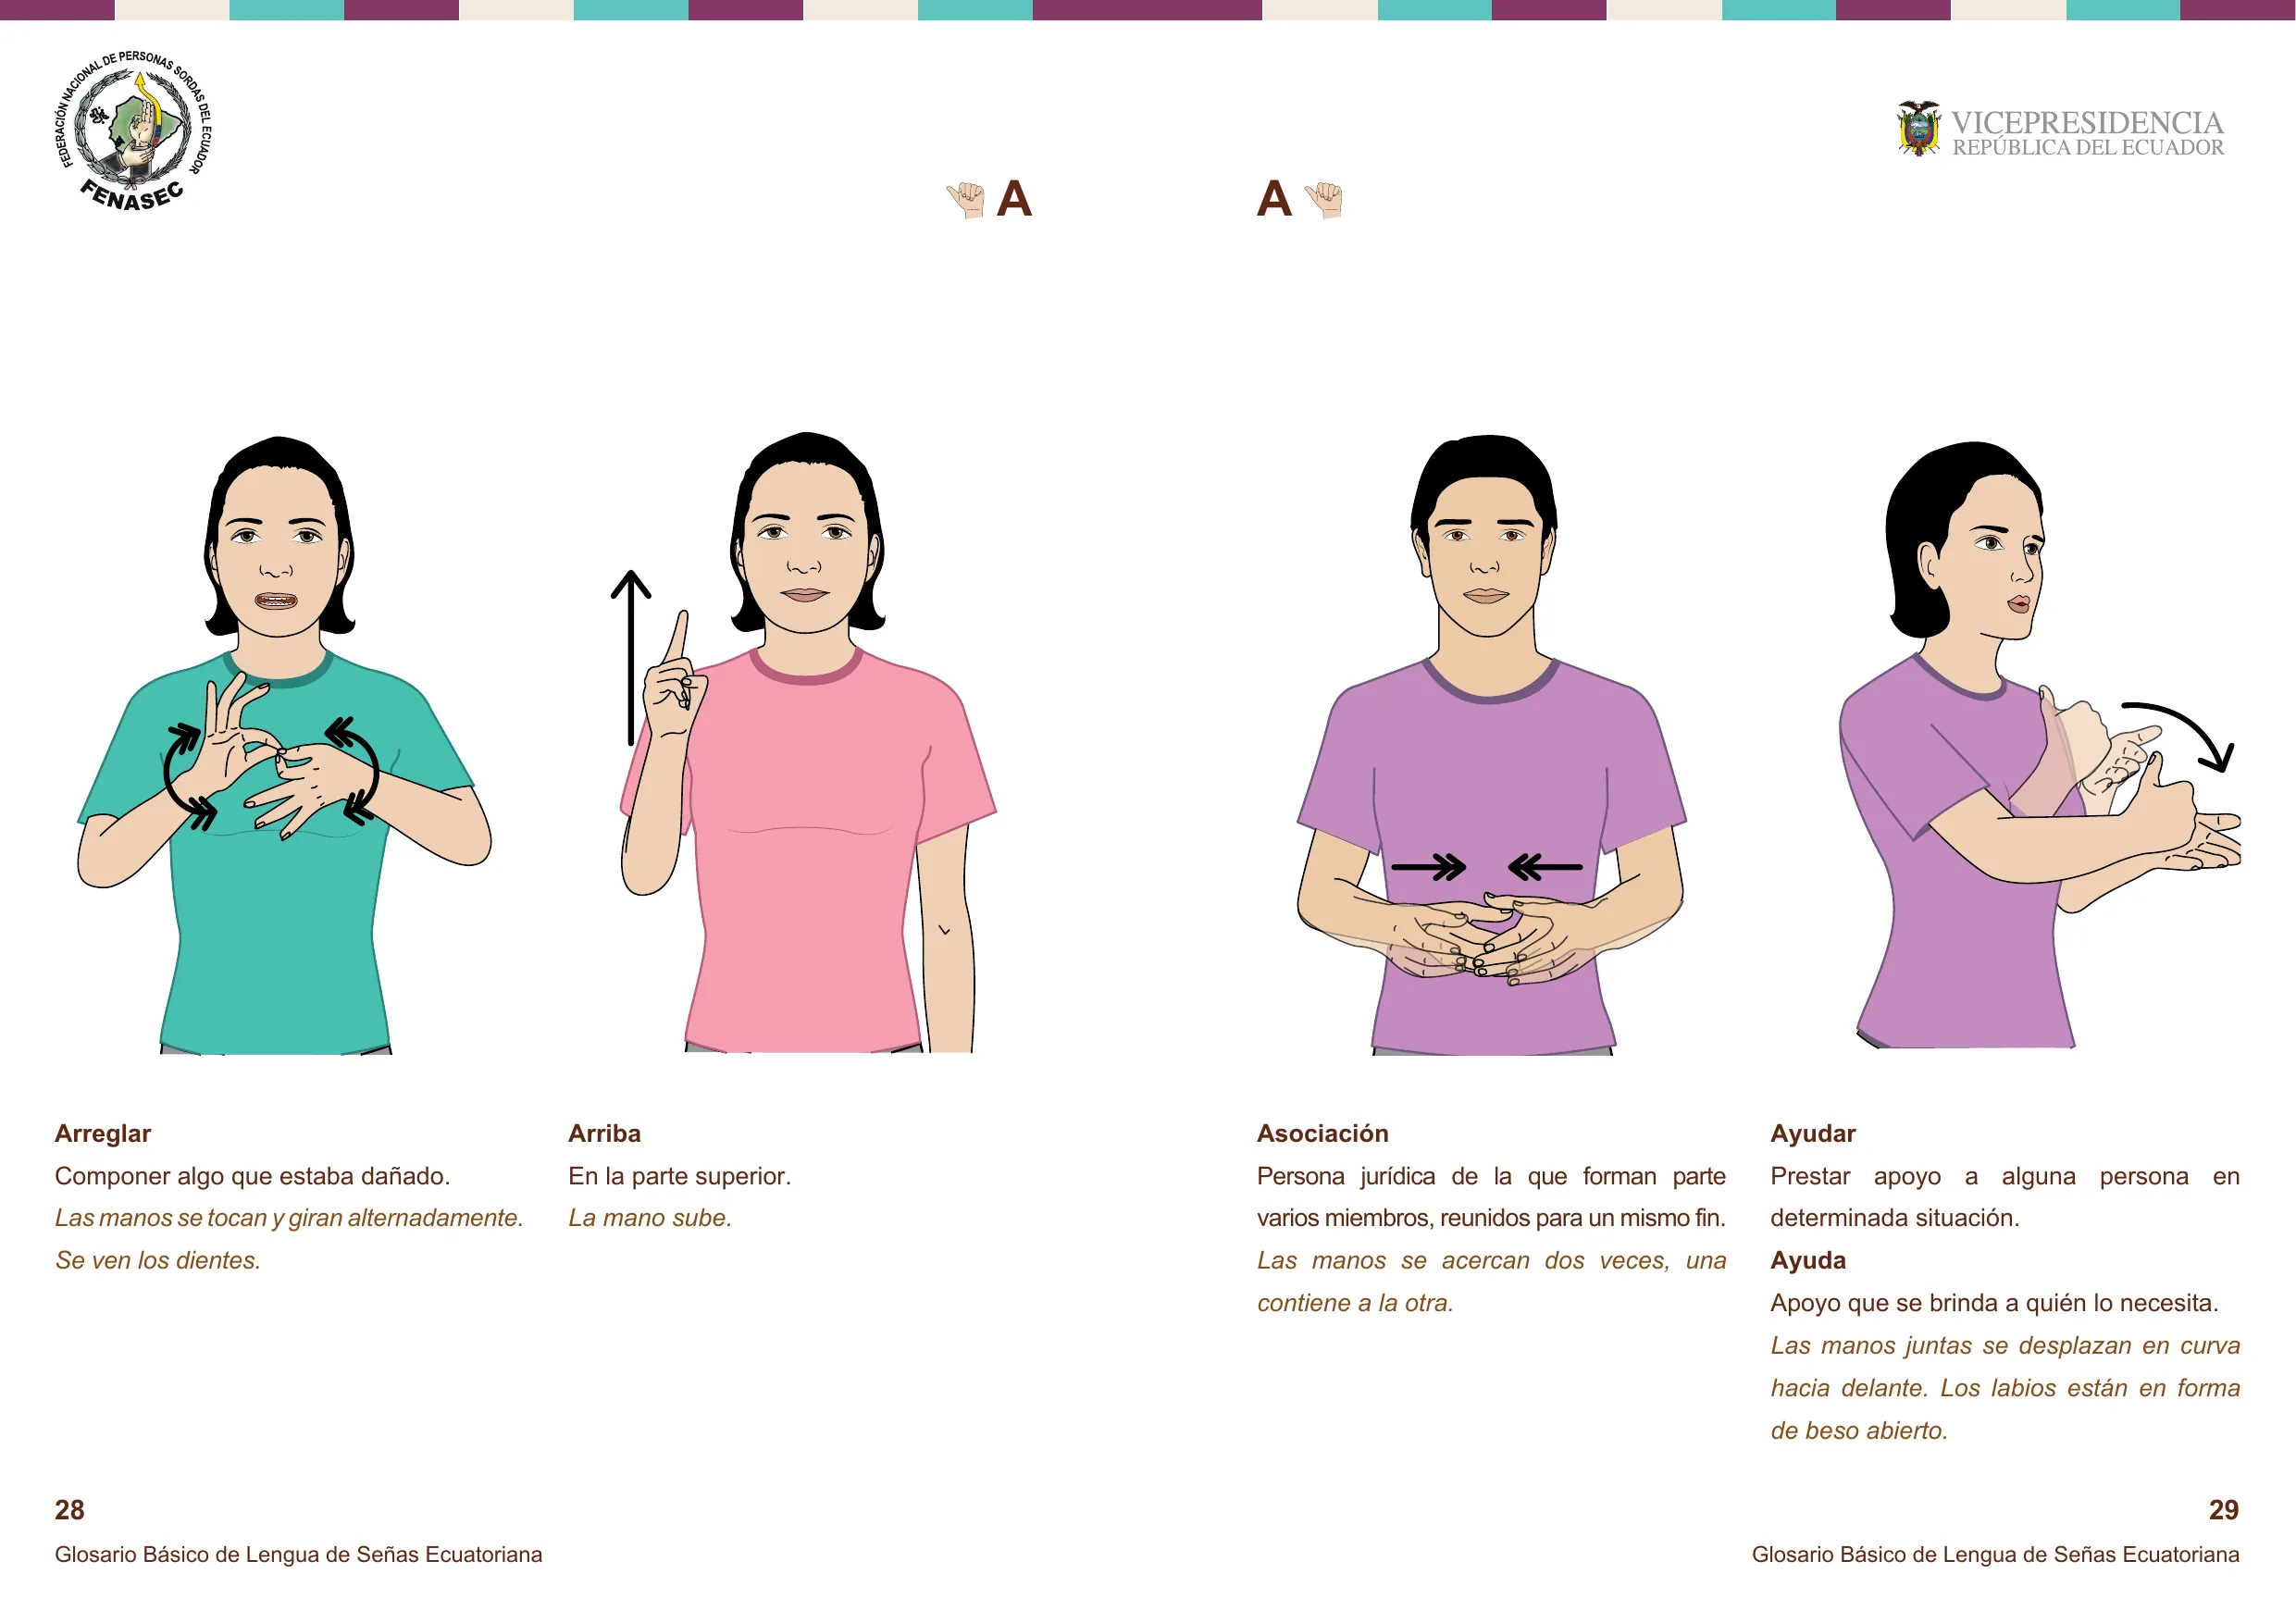 FEDERACIÓN NACIONAL DE PERSONAS SORDAS DEL ECUADOR
FENASEC
A
Arreglar
Componer algo que estaba dañado.
Las manos se tocan y giran alternadamente.
Se ven los dientes.
Arriba
En la parte superior.
La mano sube.
28
Glosario Básico de Lengua de Señas Ecuatoriana
VICEPRESIDENCIA
REPÚBLICA DEL ECUADOR
A
Asociación
Persona jurídica de la que forman parte
varios miembros, reunidos para un mismo fin.
Las manos se acercan dos veces, una
contiene a la otra.
Ayudar
Prestar apoyo a alguna persona en
determinada situación.
Ayuda
Apoyo que se brinda a quién lo necesita.
Las manos juntas se desplazan en curva
hacia delante. Los labios están en forma
de beso abierto.
29
Glosario Básico de Lengua de Señas Ecuatoriana